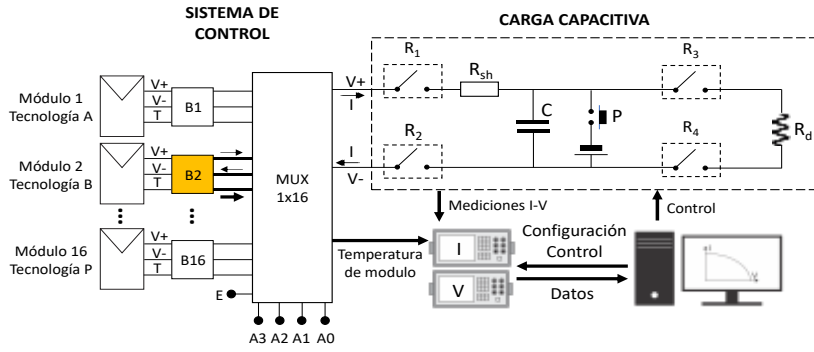 SISTEMA DE
CONTROL
CARGA CAPACITIVA
Módulo 1
Tecnología A
V+
V-
T
B1
Módulo 2
Tecnología B
V+
V-
T
B2
Módulo 16
Tecnología P
V+
V-
T
B16
MUX
1x16
E
A3 A2 A1 A0
V+
I
I
V-
R1
Rsh
R2
C
P
R3
R4
Rd
Mediciones I-V
Control
Temperatura
de modulo
I
V
Configuración
Control
Datos
I
V